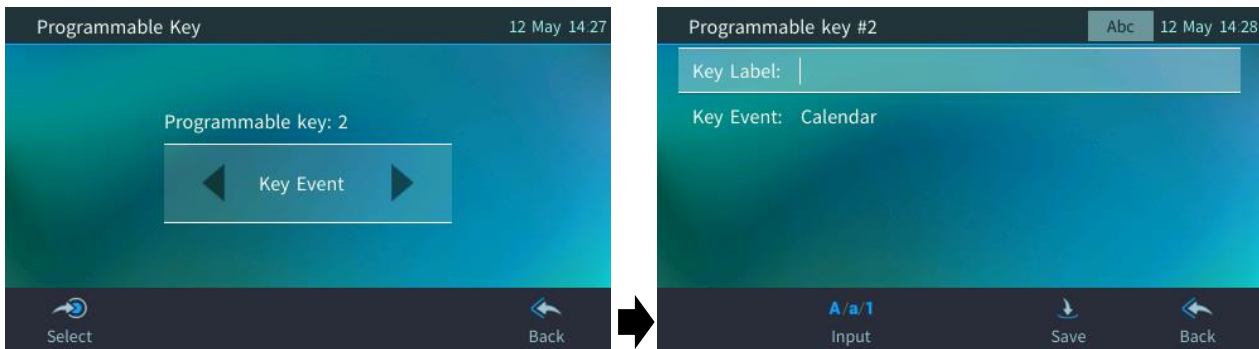 Programmable Key 12 May 14:27
Programmable key: 2
Key Event
Select Back
Programmable key #2 Abc 12 May 14:28
Key Label:
Key Event: Calendar
A/a/1
Input Save Back